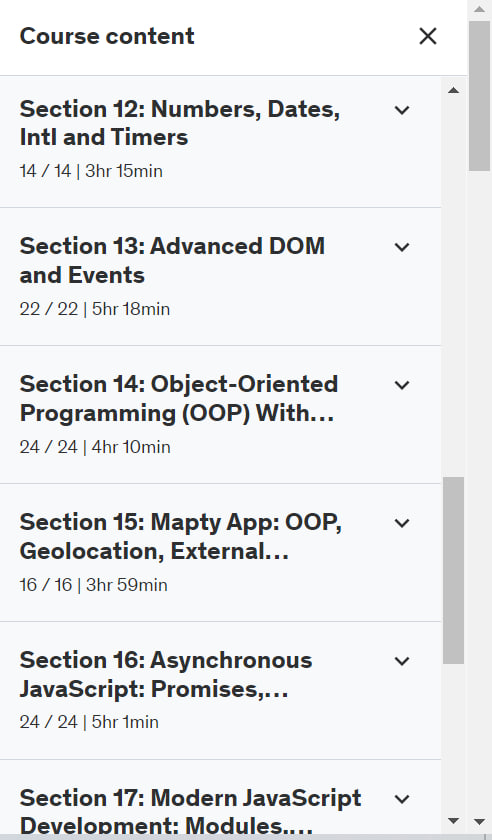 Course content
Section 12: Numbers, Dates,
Intl and Timers
14 / 14 | 3hr 15min
Section 13: Advanced DOM
and Events
22 / 22 | 5hr 18min
Section 14: Object-Oriented
Programming (OOP) With...
24 / 24 | 4hr 10min
Section 15: Mapty App: OOP,
Geolocation, External...
16 / 16 | 3hr 59min
Section 16: Asynchronous
JavaScript: Promises,...
24 / 24 | 5hr 1min
Section 17: Modern JavaScript
Development: Modules,...